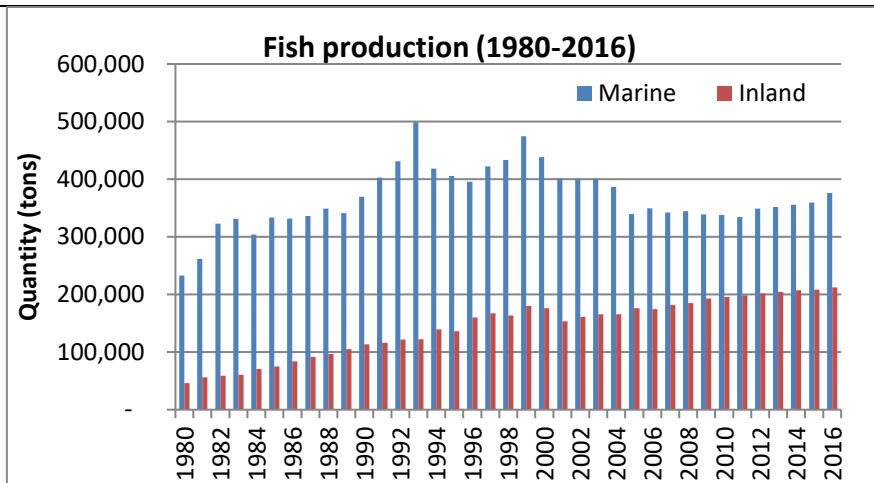 Fish production (1980-2016)
Marine Inland
Quantity (tons)
600,000
500,000
400,000
300,000
200,000
100,000
-
1980 1982 1984 1986 1988 1990 1992 1994 1996 1998 2000 2002 2004 2006 2008 2010 2012 2014 2016